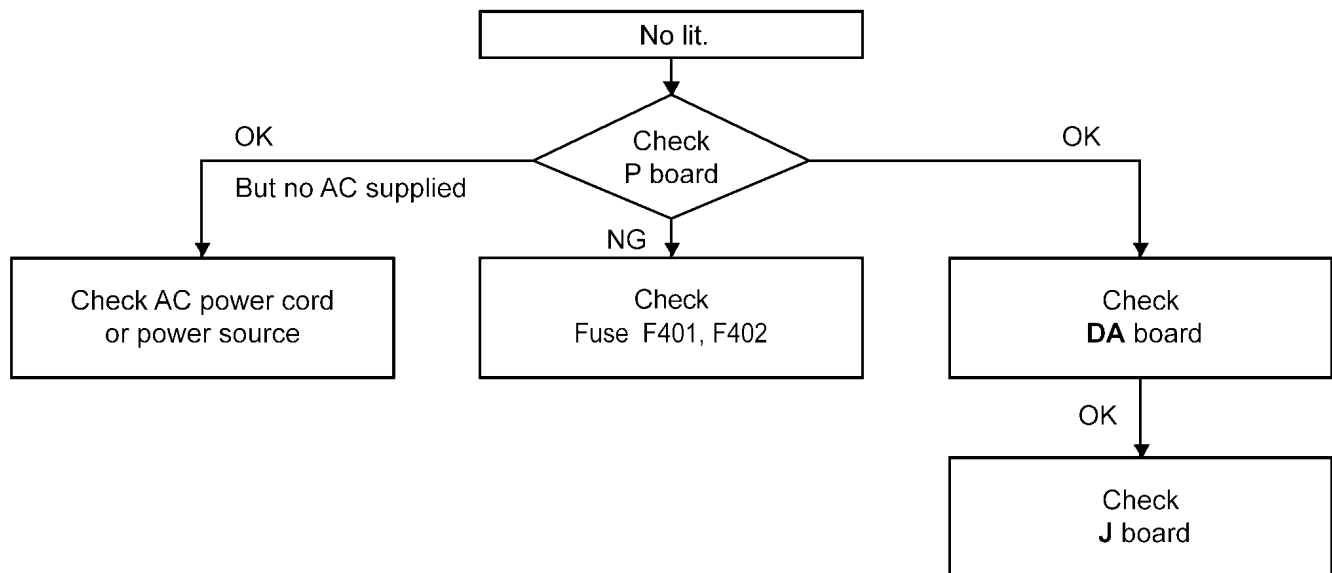 No lit.
OK
Check
P board
OK
But no AC supplied
NG
Check AC power cord
or power source
Check
Fuse F401, F402
Check
DA board
OK
Check
J board